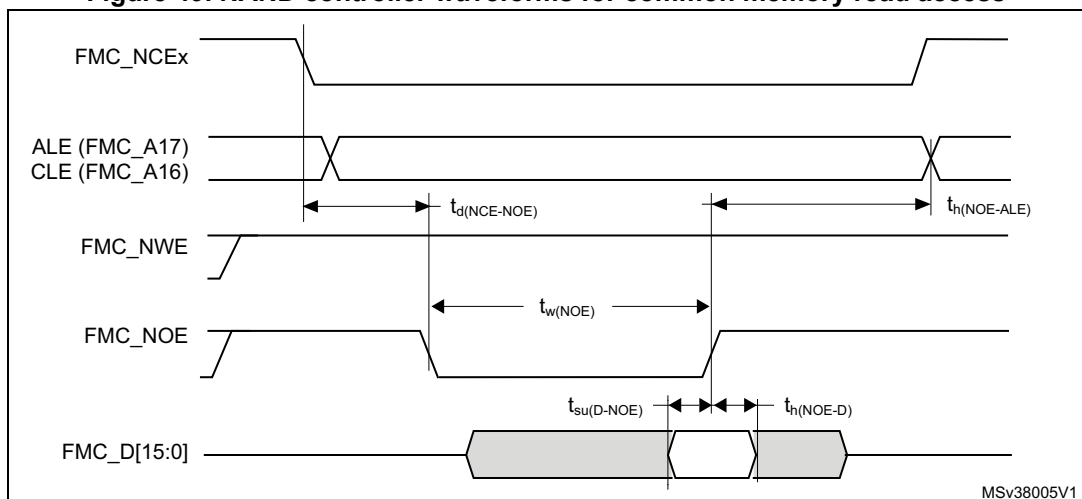 Figure 49. NAND controller waveforms for common memory read access
FMC_NCEx
ALE (FMC_A17)
CLE (FMC_A16)
td(NCE-NOE)
th(NOE-ALE)
FMC_NWE
tw(NOE)
FMC_NOE
tsu(D-NOE)
th(NOE-D)
FMC_D[15:0]
MSv38005V1